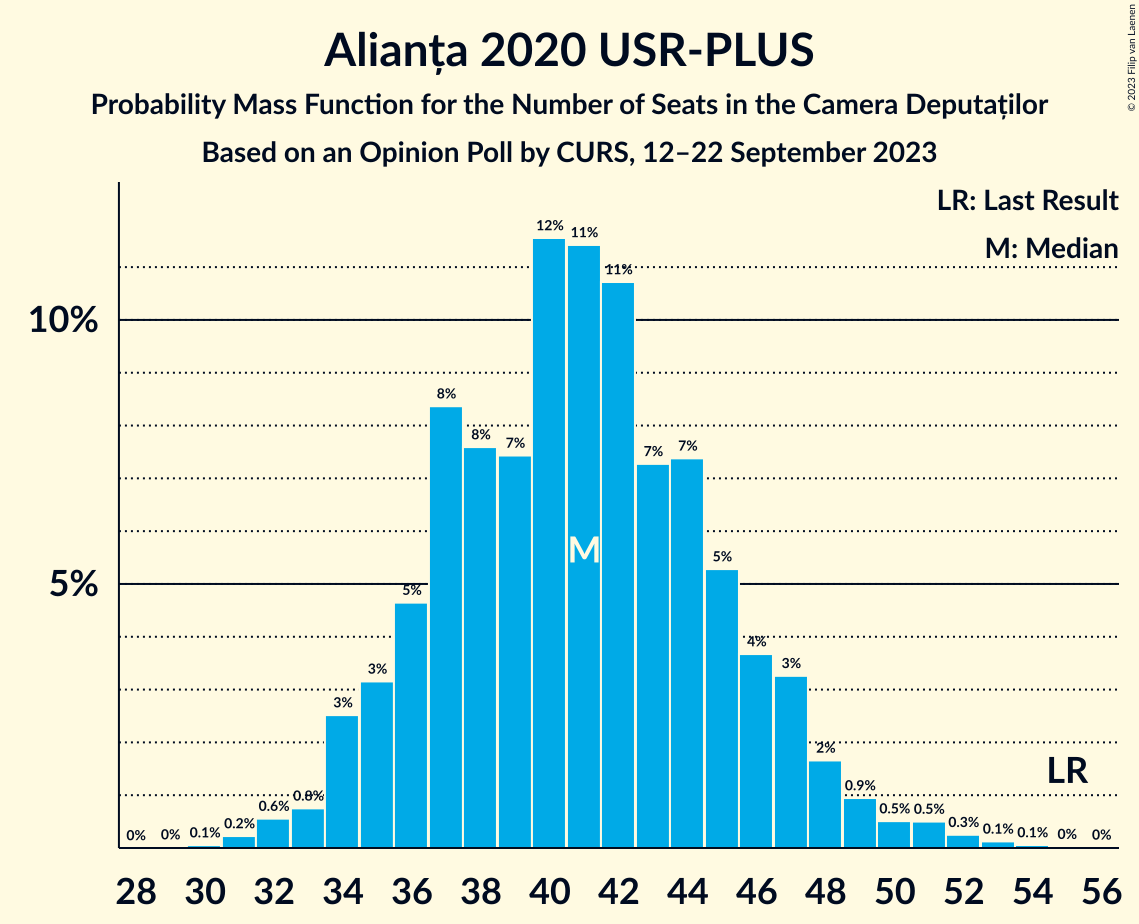 Alianța 2020 USR-PLUS
Probability Mass Function for the Number of Seats in the Camera Deputaților
Based on an Opinion Poll by CURS, 12–22 September 2023
© 2023 Filip van Laenen
LR: Last Result
M: Median
10%
5%
0% 0% 0.1% 0.2% 0.6% 0.8% 3% 3% 5% 8% 8% 7% 12% 11% 11% 7% 7% 5% 4% 3% 2% 0.9% 0.5% 0.5% 0.3% 0.1% 0.1% 0% 0%
M
LR
28 30 32 34 36 38 40 42 44 46 48 50 52 54 56